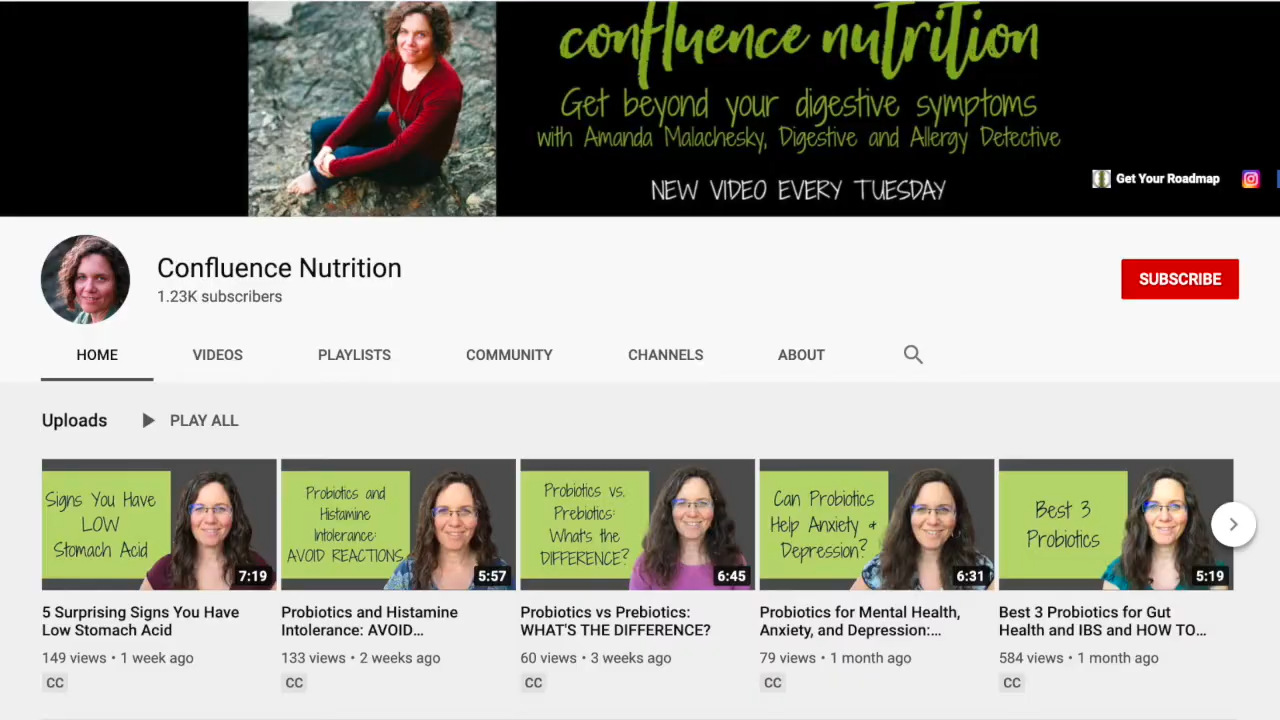 confluence nutrition
Get beyond your digestive symptoms
with Amanda Malachesky, Digestive and Allergy Detective
NEW VIDEO EVERY TUESDAY
Get Your Roadmap
Confluence Nutrition
1.23K subscribers
SUBSCRIBE
HOME VIDEOS PLAYLISTS COMMUNITY CHANNELS ABOUT
Uploads PLAY ALL
Signs You Have
LOW
Stomach Acid
7:19
Probiotics and
Histamine
Intolerance:
AVOID REACTIONS
5:57
Probiotics vs.
Prebiotics:
What's the
DIFFERENCE?
6:45
Can Probiotics
Help Anxiety +
Depression?
6:31
Best 3
Probiotics
5:19
5 Surprising Signs You Have
Low Stomach Acid
149 views • 1 week ago
CC
Probiotics and Histamine
Intolerance: AVOID...
133 views • 2 weeks ago
CC
Probiotics vs Prebiotics:
WHAT'S THE DIFFERENCE?
60 views • 3 weeks ago
CC
Probiotics for Mental Health,
Anxiety, and Depression:...
79 views • 1 month ago
CC
Best 3 Probiotics for Gut
Health and IBS and HOW TO...
584 views • 1 month ago
CC